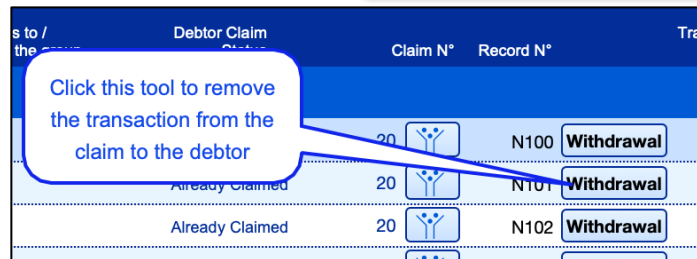 s to /
the group
Debtor Claim
Status
Claim N°
Record N°
Tra
Click this tool to remove
the transaction from the
claim to the debtor
20
N100
Withdrawal
Already Claimed
20
N101
Withdrawal
Already Claimed
20
N102
Withdrawal